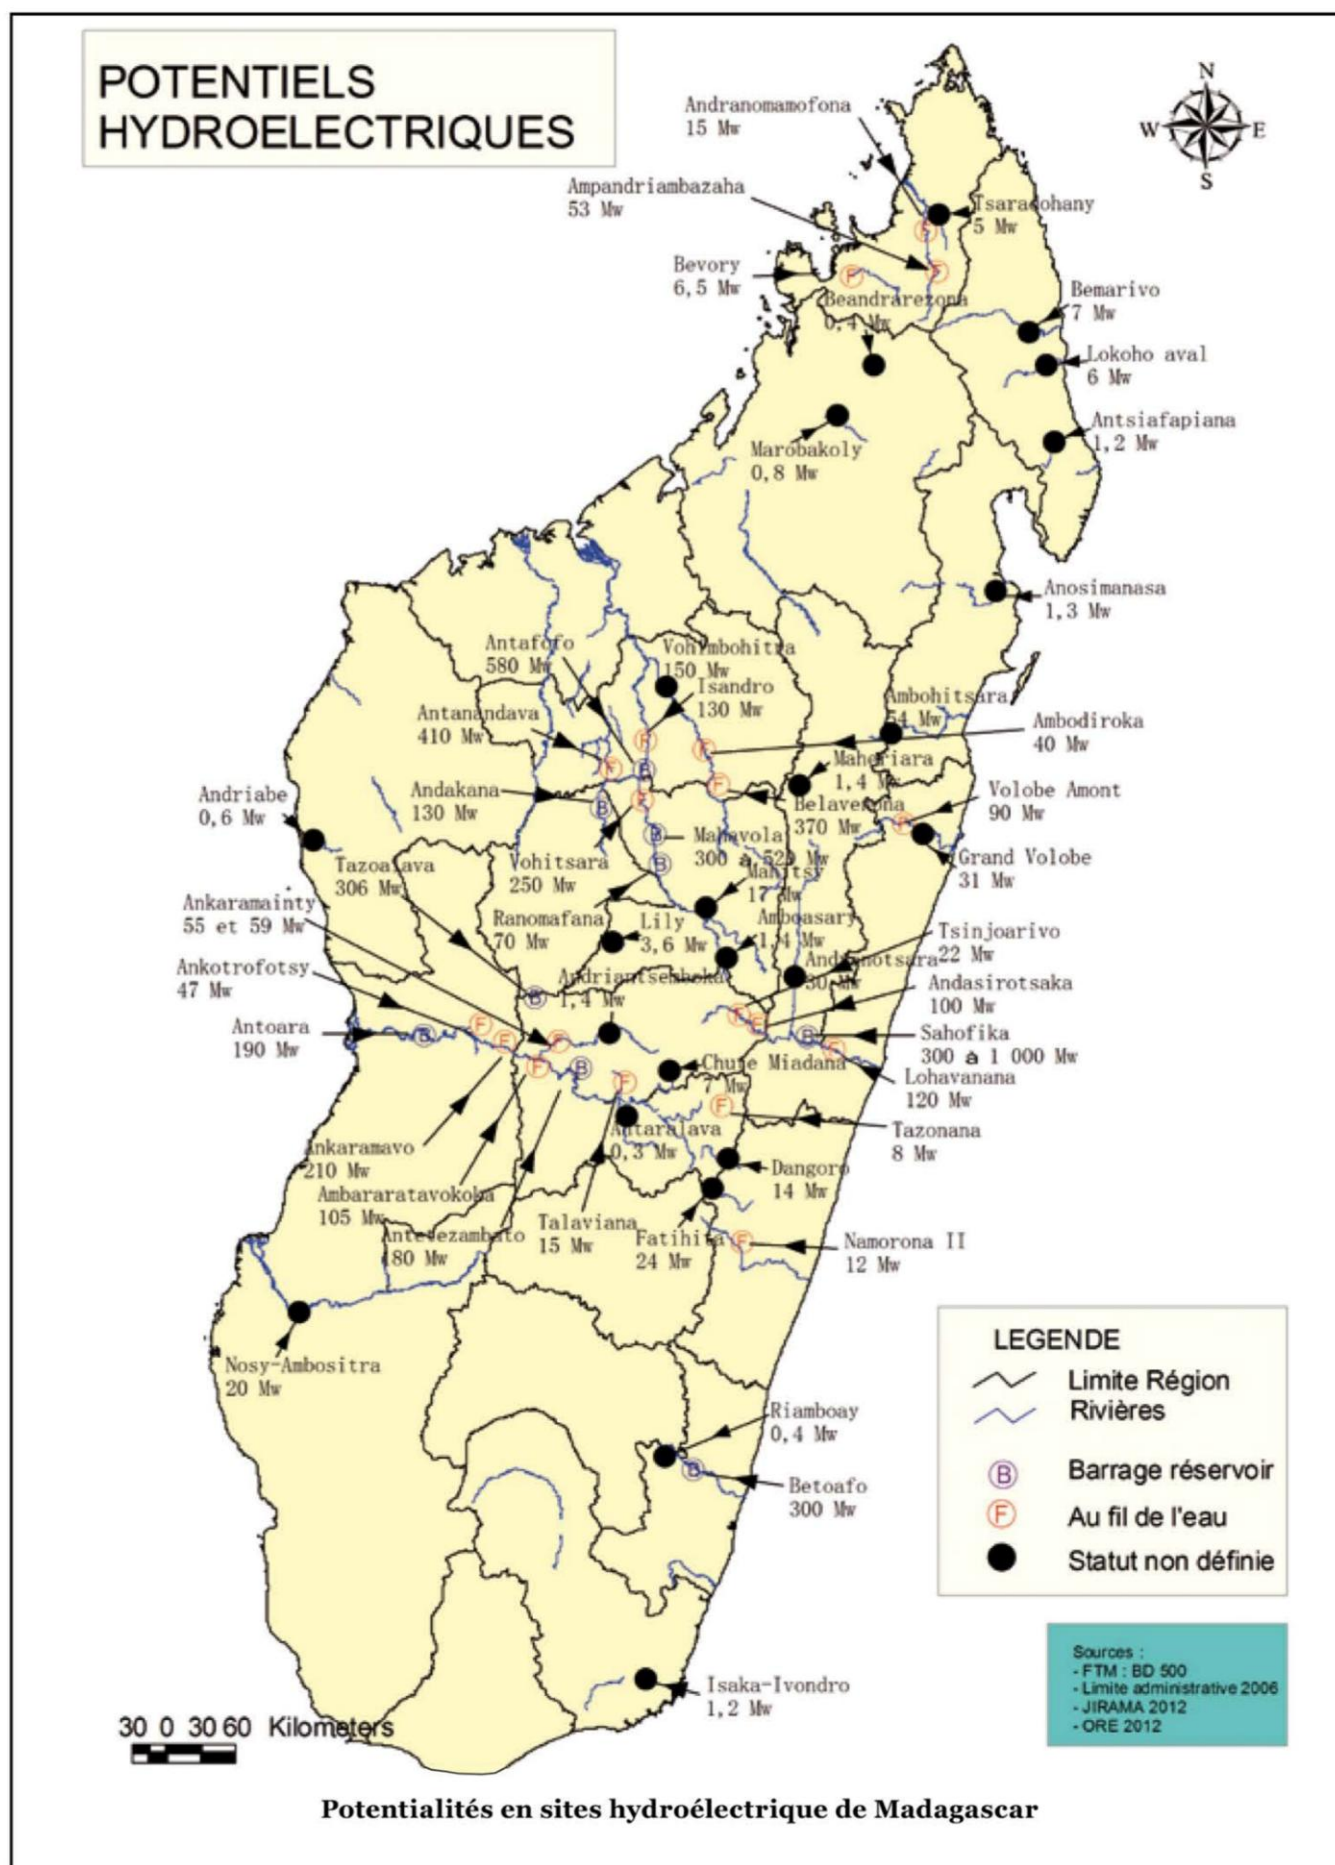 POTENTIELS
HYDROELECTRIQUES
N
W
E
S
Andranomamofona
15 Mw
Ampandriambazaha
53 Mw
Tsaradohany
5 Mw
Bevory
6,5 Mw
Beandrarezona
0,4 Mw
Bemarivo
7 Mw
Lokoho aval
6 Mw
Antsiafapiana
1,2 Mw
Marobakoly
0,8 Mw
Anosimanasa
1,3 Mw
Antafofo
580 Mw
Vohimbohitra
150 Mw
Isandro
130 Mw
Antanandava
410 Mw
Ambohitsara
54 Mw
Ambodiroka
40 Mw
Maheriara
1,4 Mw
Andakana
130 Mw
Andriabe
0,6 Mw
Volobe Amont
90 Mw
370 Mw
Mahavola
Vohitsara
250 Mw
Grand Volobe
31 Mw
Tazoalava
306 Mw
Mahitsy
17 Mw
Ankaramainty
55 et 59 Mw
Ranomafana
70 Mw
Lily
3,6 Mw
Amboasary
1,4 Mw
Tsinjoarivo
22 Mw
Ankotrofotsy
47 Mw
1,4 Mw
30 Mw
Andasirotsaka
100 Mw
Antoara
190 Mw
Sahofika
300 à 1 000 Mw
Chute Miadana
7 Mw
Lohavanana
120 Mw
Antaralava
0,3 Mw
Tazonana
8 Mw
Ankaramavo
210 Mw
Dangoro
14 Mw
Ambararatavokoka
105 Mw
Antetezambato
Talaviana
15 Mw
Fatihita
24 Mw
Namorona II
12 Mw
Nosy-Ambositra
20 Mw
Riamboay
0,4 Mw
Betoafo
300 Mw
Isaka-Ivondro
1,2 Mw
LEGENDE
Limite Région
Rivières
B Barrage réservoir
F Au fil de l'eau
Statut non définie
Sources :
- FTM : BD 500
- Limite administrative 2006
- JIRAMA 2012
- ORE 2012
30 0 30 60 Kilometers
Potentialités en sites hydroélectrique de Madagascar